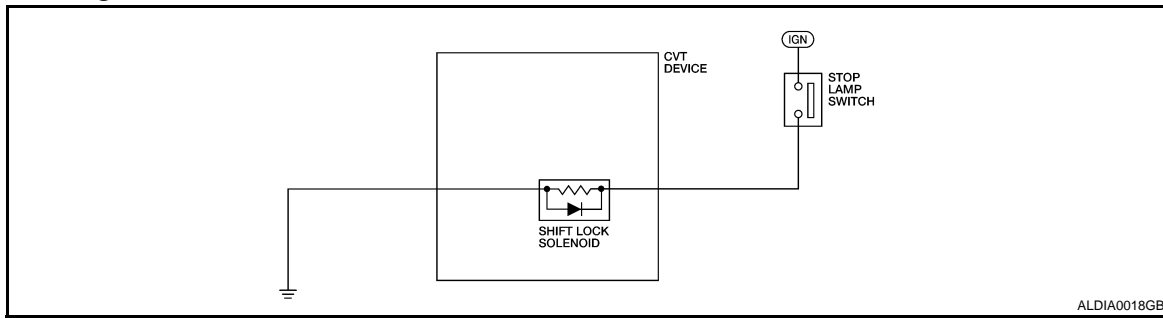 IGN
CVT
DEVICE
STOP
LAMP
SWITCH
SHIFT LOCK
SOLENOID
ALDIA0018GB